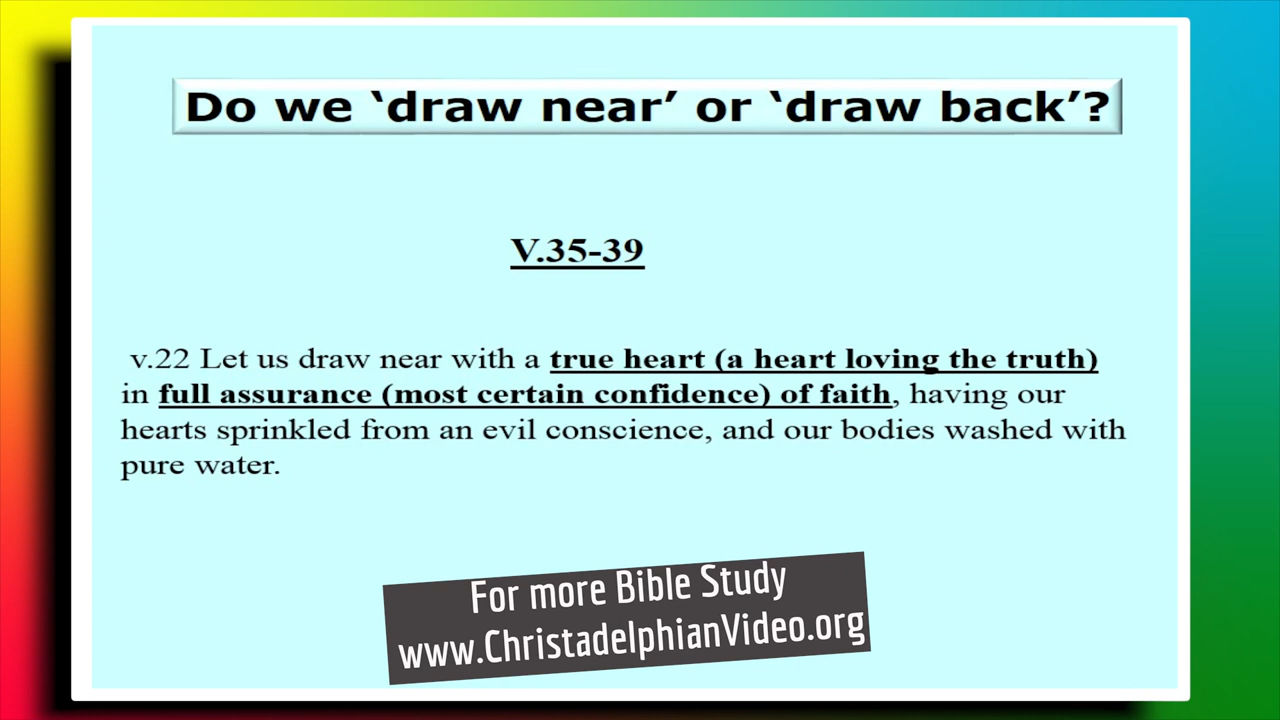 Do we ‘draw near’ or ‘draw back’?
V.35-39
v.22 Let us draw near with a true heart (a heart loving the truth)
in full assurance (most certain confidence) of faith, having our
hearts sprinkled from an evil conscience, and our bodies washed with
pure water.
For more Bible Study
www.ChristadelphianVideo.org